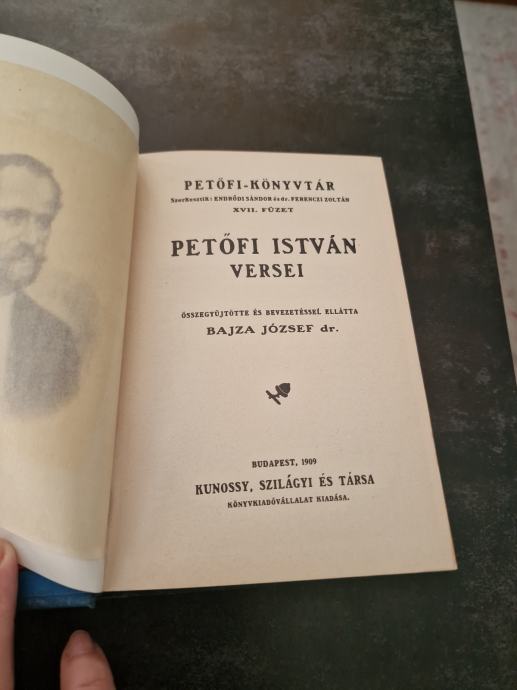 PETŐFI-KÖNYVTÁR
Szerkesztik: ENDRŐDI SÁNDOR és dr. FERENCZI ZOLTÁN
XVII. FÜZET
PETŐFI ISTVÁN
VERSEI
ÖSSZEGYÜJTÖTTE ÉS BEVEZETÉSSEL ELLÁTTA
BAJZA JÓZSEF dr.
BUDAPEST, 1909
KUNOSSY, SZILÁGYI ÉS TÁRSA
KÖNYVKIADÓVÁLLALAT KIADÁSA.